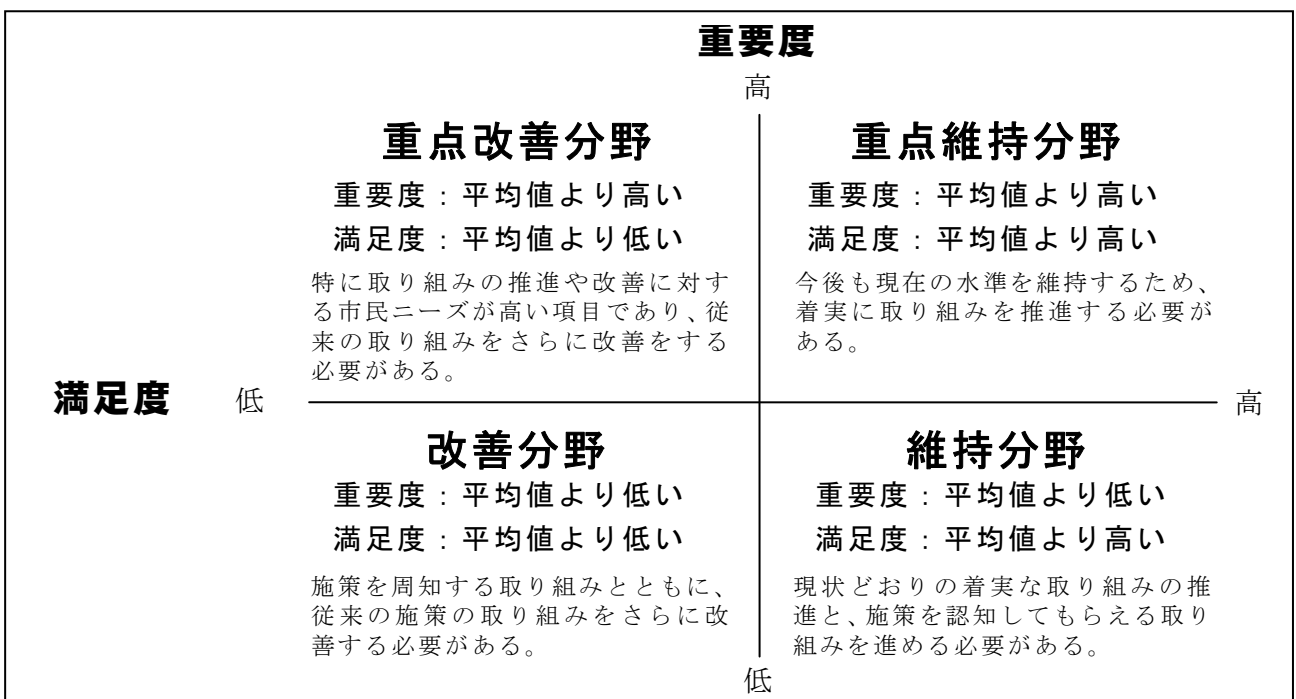 重要度
高
重点改善分野
重要度：平均値より高い
満足度：平均値より低い
特に取り組みの推進や改善に対す
る市民ニーズが高い項目であり、従
来の取り組みをさらに改善をする
必要がある。
重点維持分野
重要度：平均値より高い
満足度：平均値より高い
今後も現在の水準を維持するため、
着実に取り組みを推進する必要が
ある。
満足度
低
高
改善分野
重要度：平均値より低い
満足度：平均値より低い
施策を周知する取り組みとともに、
従来の施策の取り組みをさらに改
善する必要がある。
維持分野
重要度：平均値より低い
満足度：平均値より高い
現状どおりの着実な取り組みの推
進と、施策を認知してもらえる取り
組みを進める必要がある。
低